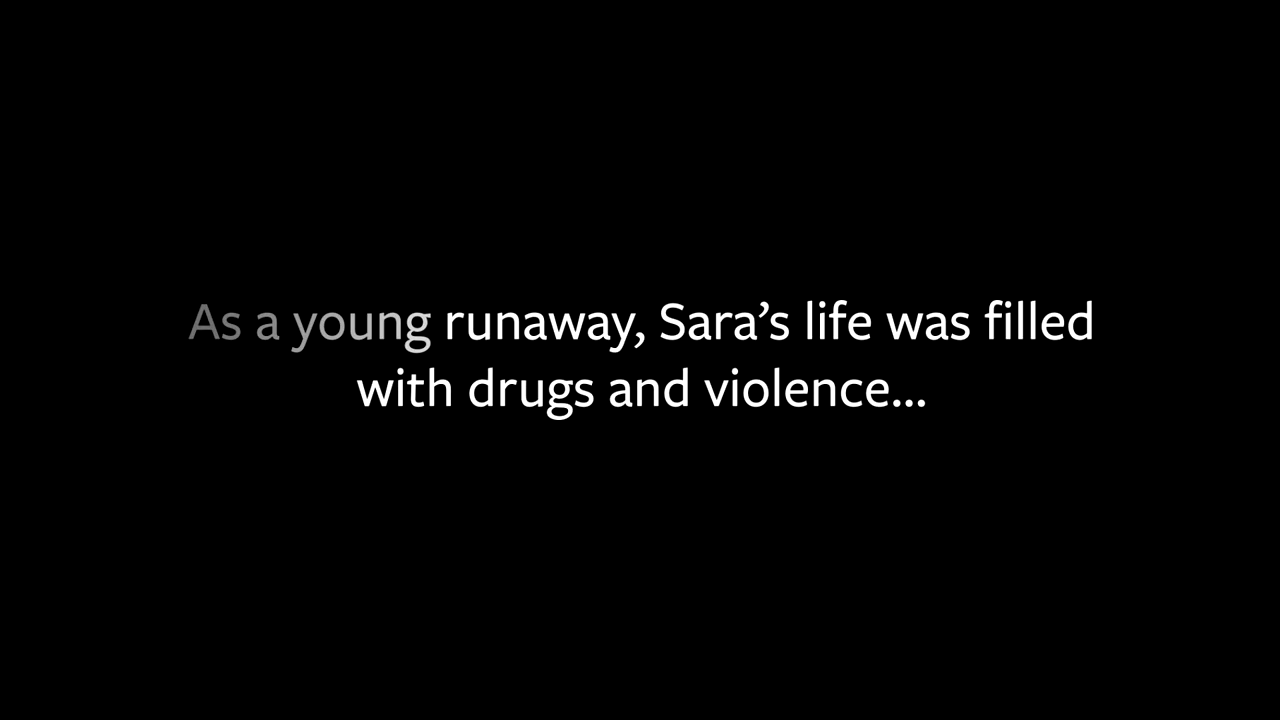 As a young runaway, Sara’s life was filled
with drugs and violence...